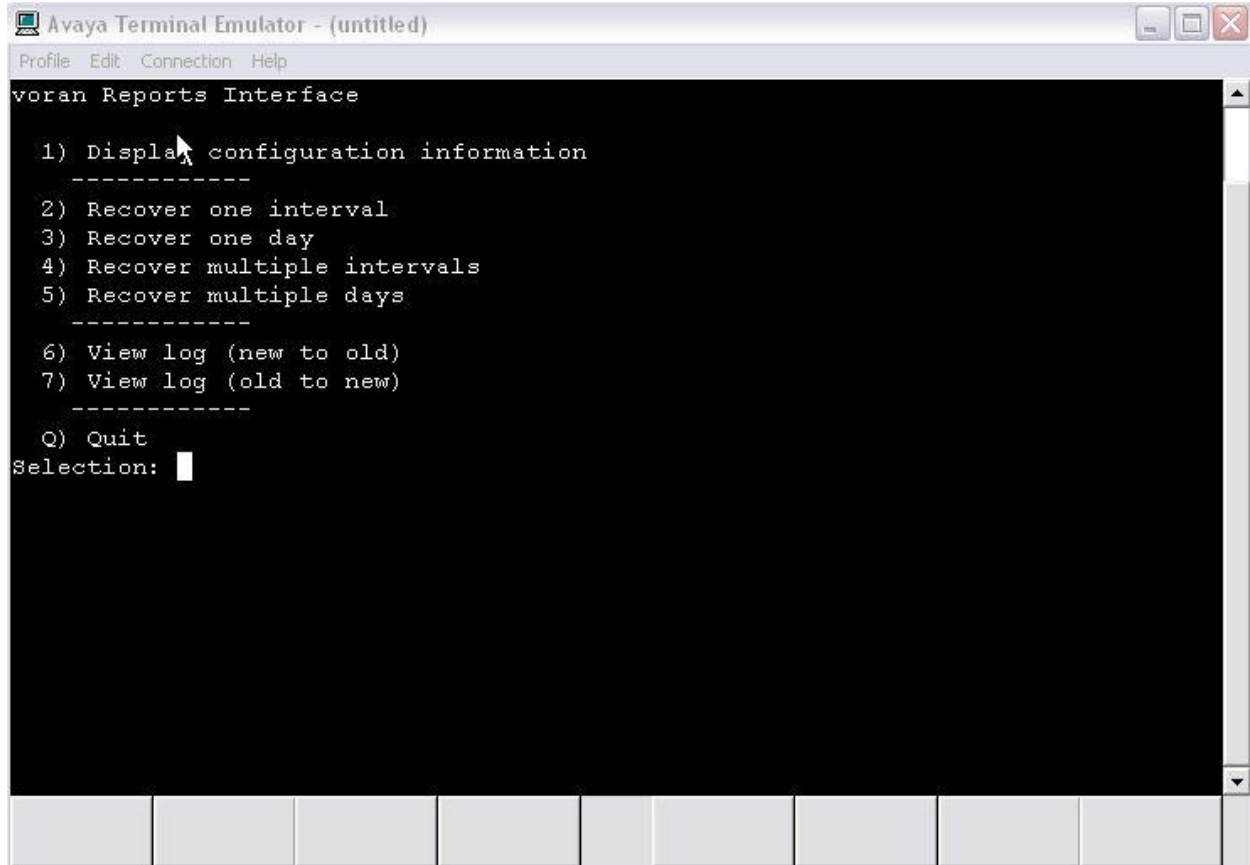 Avaya Terminal Emulator - (untitled)
Profile Edit Connection Help
voran Reports Interface
1) Display configuration information
------------
2) Recover one interval
3) Recover one day
4) Recover multiple intervals
5) Recover multiple days
------------
6) View log (new to old)
7) View log (old to new)
------------
Q) Quit
Selection: